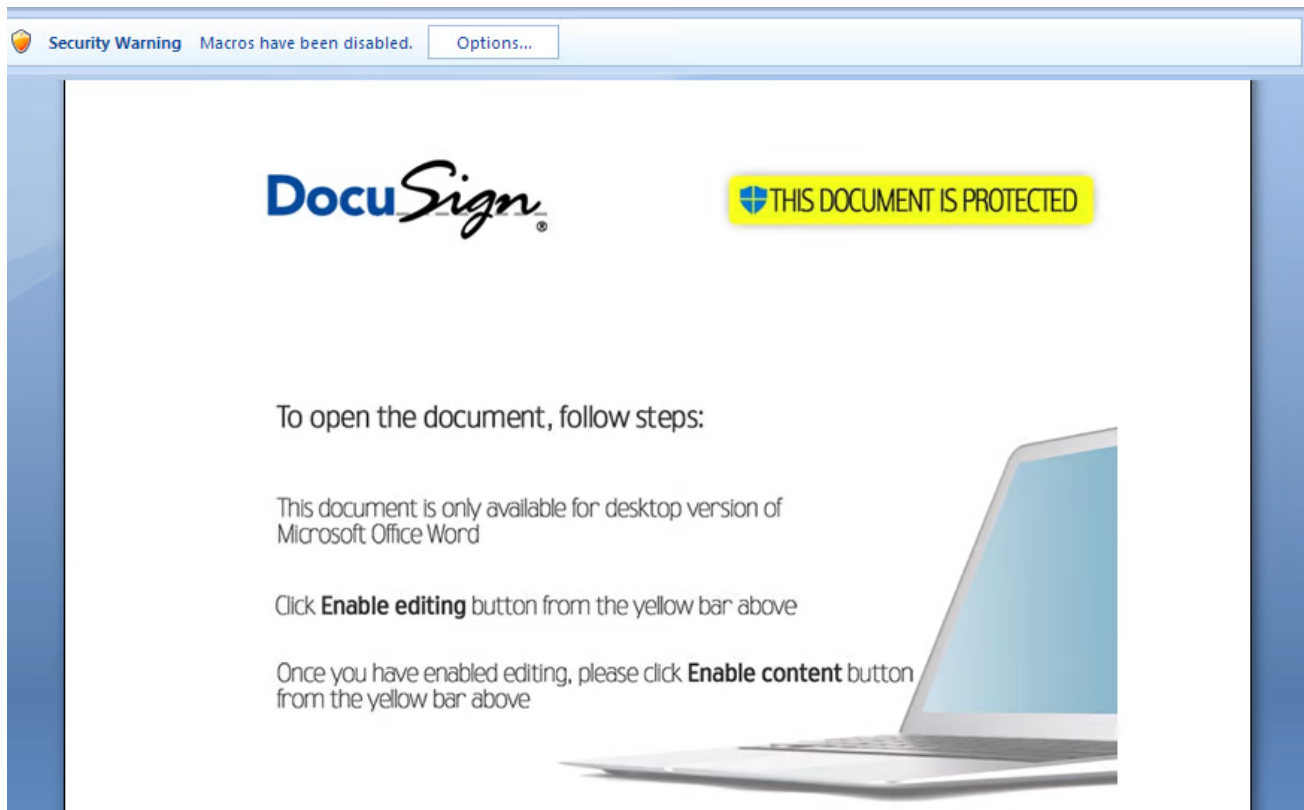 Security Warning Macros have been disabled. Options...
DocuSign®
THIS DOCUMENT IS PROTECTED
To open the document, follow steps:
This document is only available for desktop version of
Microsoft Office Word
Click Enable editing button from the yellow bar above
Once you have enabled editing, please click Enable content button
from the yellow bar above